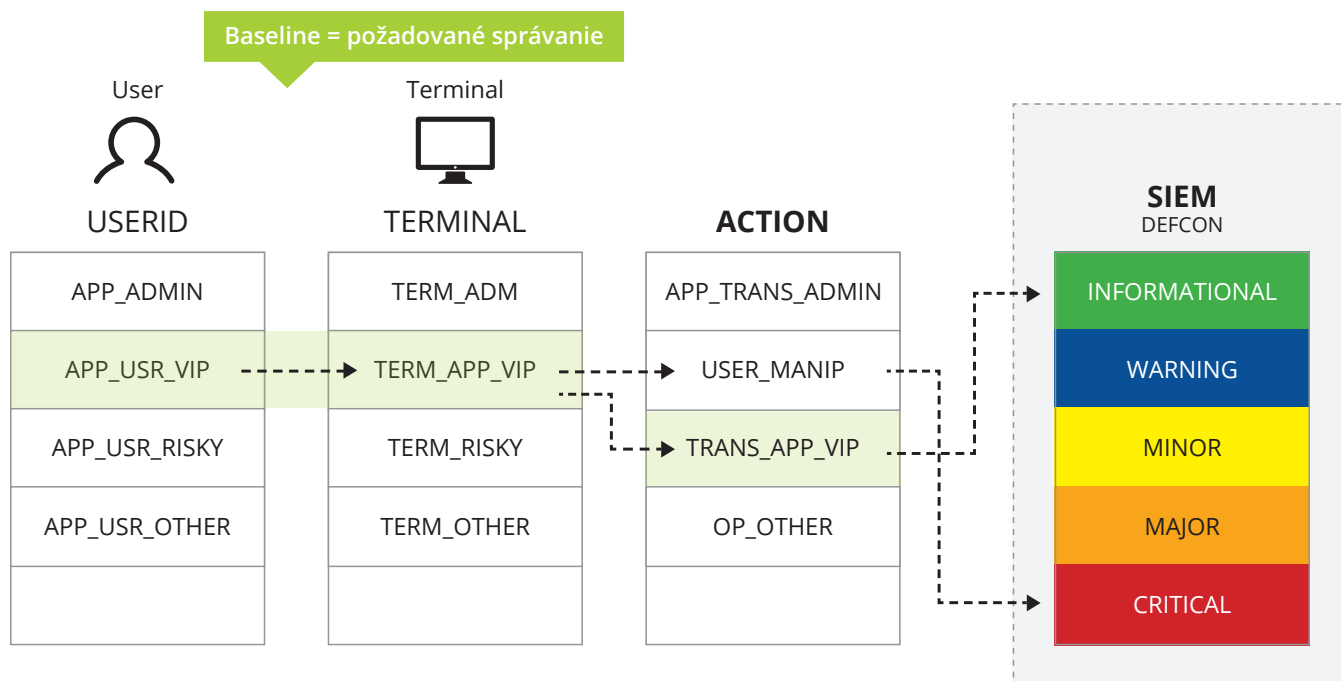 Baseline = požadované správanie
User
Terminal
USERID
TERMINAL
ACTION
SIEM
DEFCON
APP_ADMIN
TERM_ADM
APP_TRANS_ADMIN
INFORMATIONAL
APP_USR_VIP
TERM_APP_VIP
USER_MANIP
WARNING
APP_USR_RISKY
TERM_RISKY
TRANS_APP_VIP
MINOR
APP_USR_OTHER
TERM_OTHER
OP_OTHER
MAJOR
CRITICAL